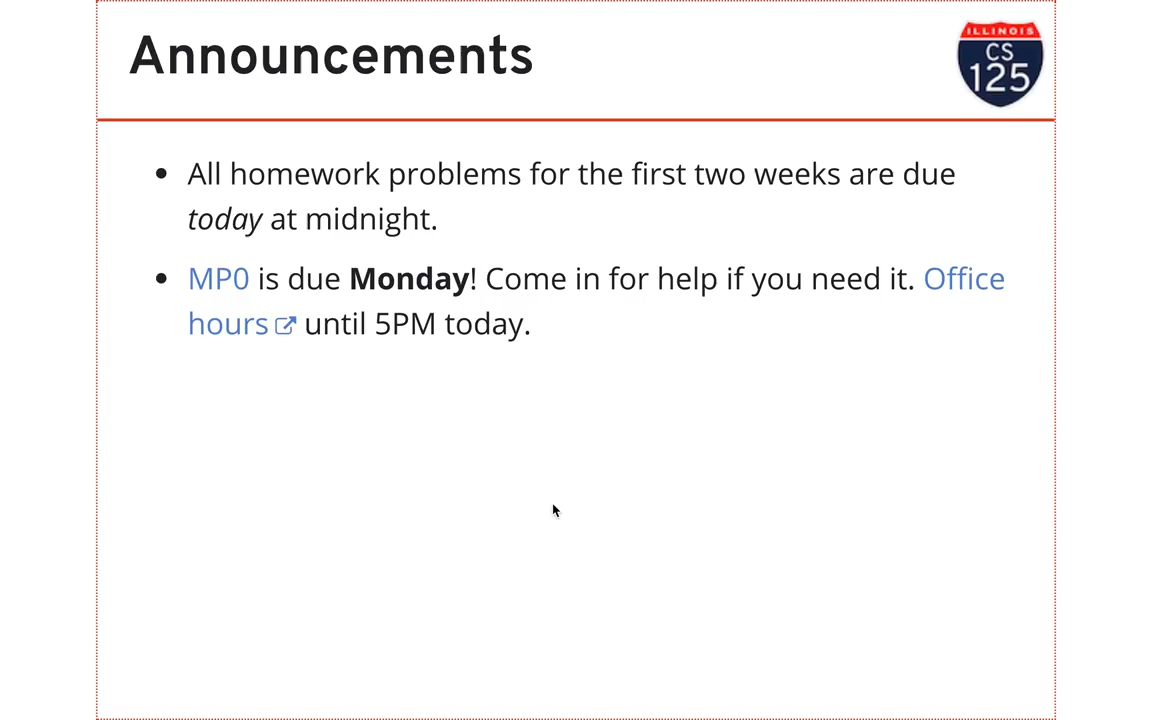 Announcements
ILLINOIS
CS
125
All homework problems for the first two weeks are due
today at midnight.
MP0 is due Monday! Come in for help if you need it. Office
hours until 5PM today.